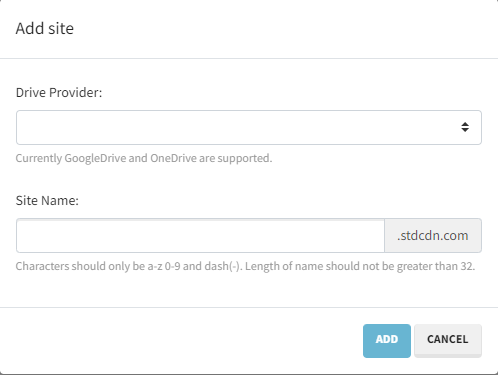 Add site
Drive Provider:
Currently GoogleDrive and OneDrive are supported.
Site Name:
.stdcdn.com
Characters should only be a-z 0-9 and dash(-). Length of name should not be greater than 32.
ADD CANCEL